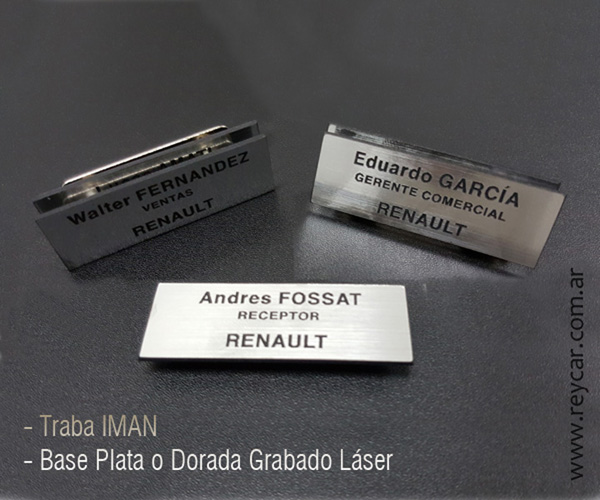 Walter FERNANDEZ
VENTAS
RENAULT
Eduardo GARCÍA
GERENTE COMERCIAL
RENAULT
Andres FOSSAT
RECEPTOR
RENAULT
- Traba IMAN
- Base Plata o Dorada Grabado Láser
www.reycar.com.ar